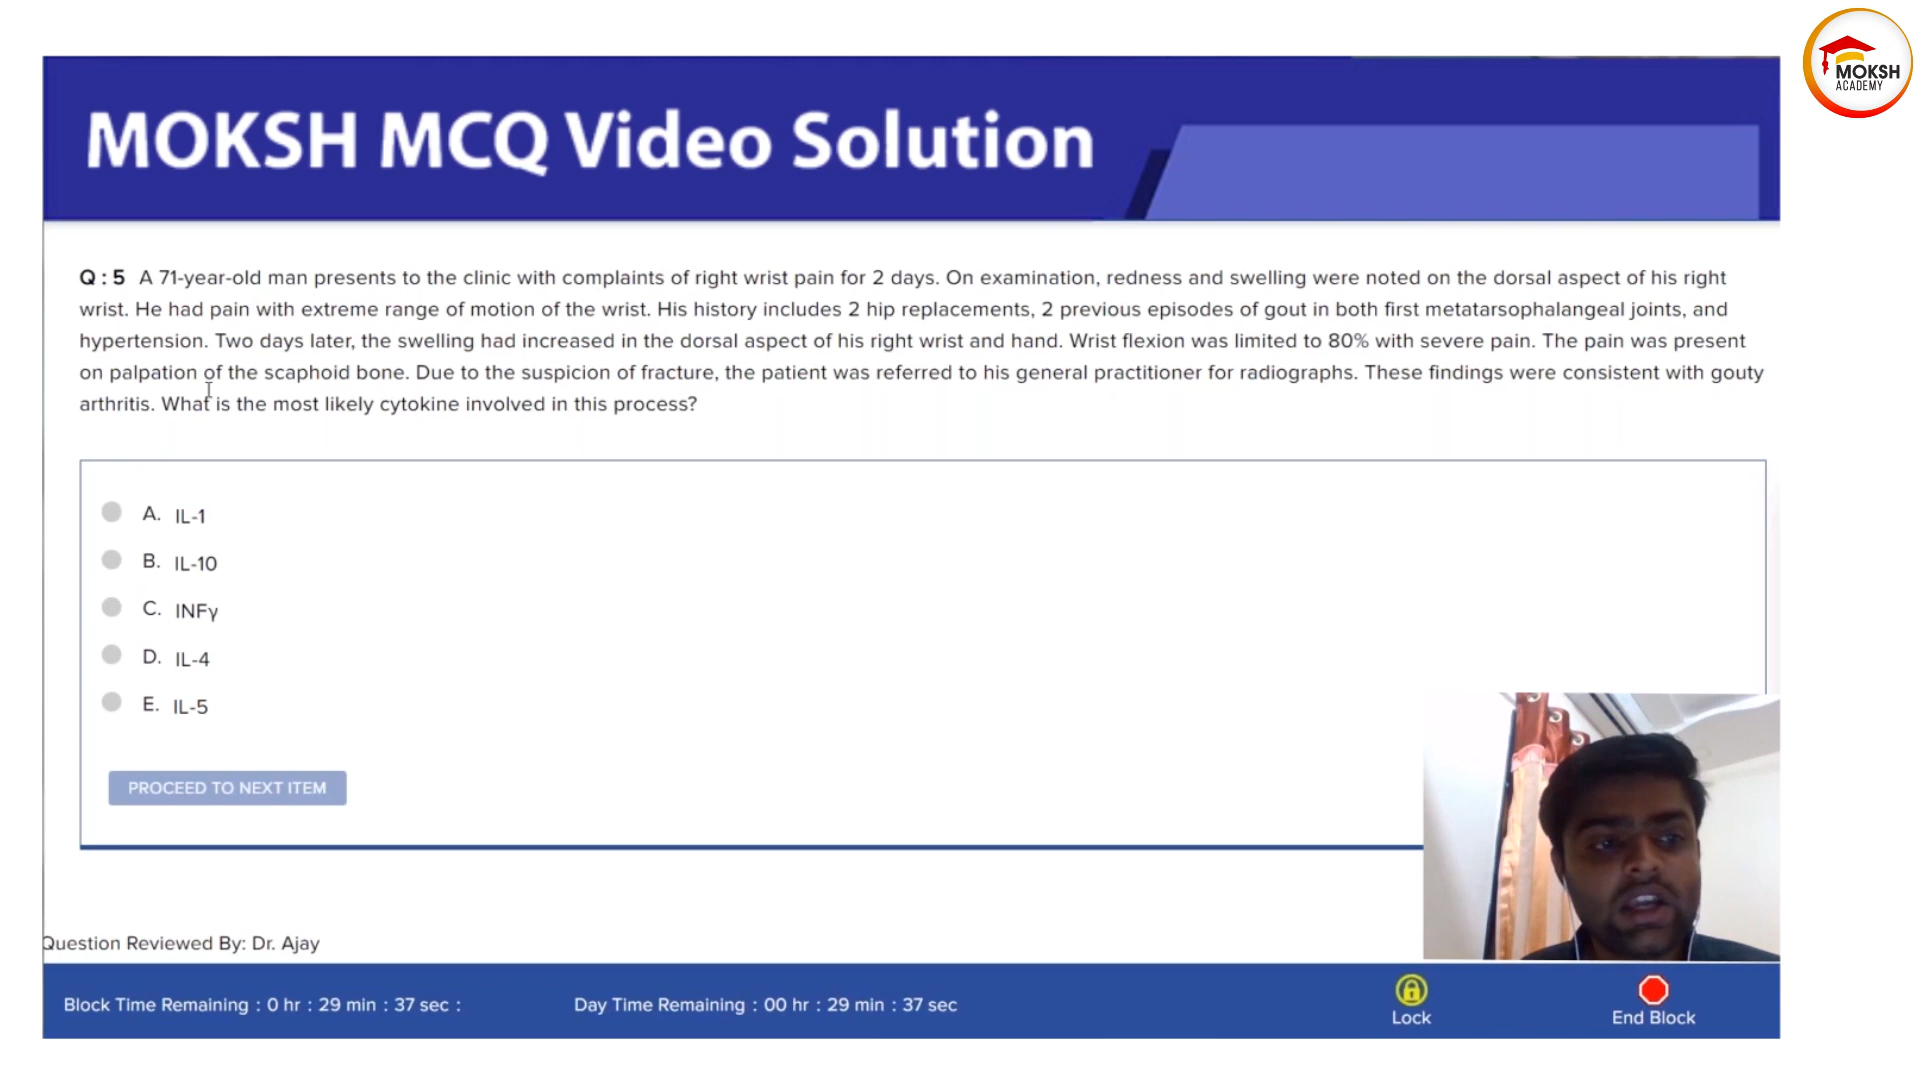 MOKSH
ACADEMY
MOKSH MCQ Video Solution
Q : 5 A 71-year-old man presents to the clinic with complaints of right wrist pain for 2 days. On examination, redness and swelling were noted on the dorsal aspect of his right
wrist. He had pain with extreme range of motion of the wrist. His history includes 2 hip replacements, 2 previous episodes of gout in both first metatarsophalangeal joints, and
hypertension. Two days later, the swelling had increased in the dorsal aspect of his right wrist and hand. Wrist flexion was limited to 80% with severe pain. The pain was present
on palpation of the scaphoid bone. Due to the suspicion of fracture, the patient was referred to his general practitioner for radiographs. These findings were consistent with gouty
arthritis. What is the most likely cytokine involved in this process?
A. IL-1
B. IL-10
C. INFγ
D. IL-4
E. IL-5
PROCEED TO NEXT ITEM
Question Reviewed By: Dr. Ajay
Block Time Remaining : 0 hr : 29 min : 37 sec :
Day Time Remaining : 00 hr : 29 min : 37 sec
Lock
End Block